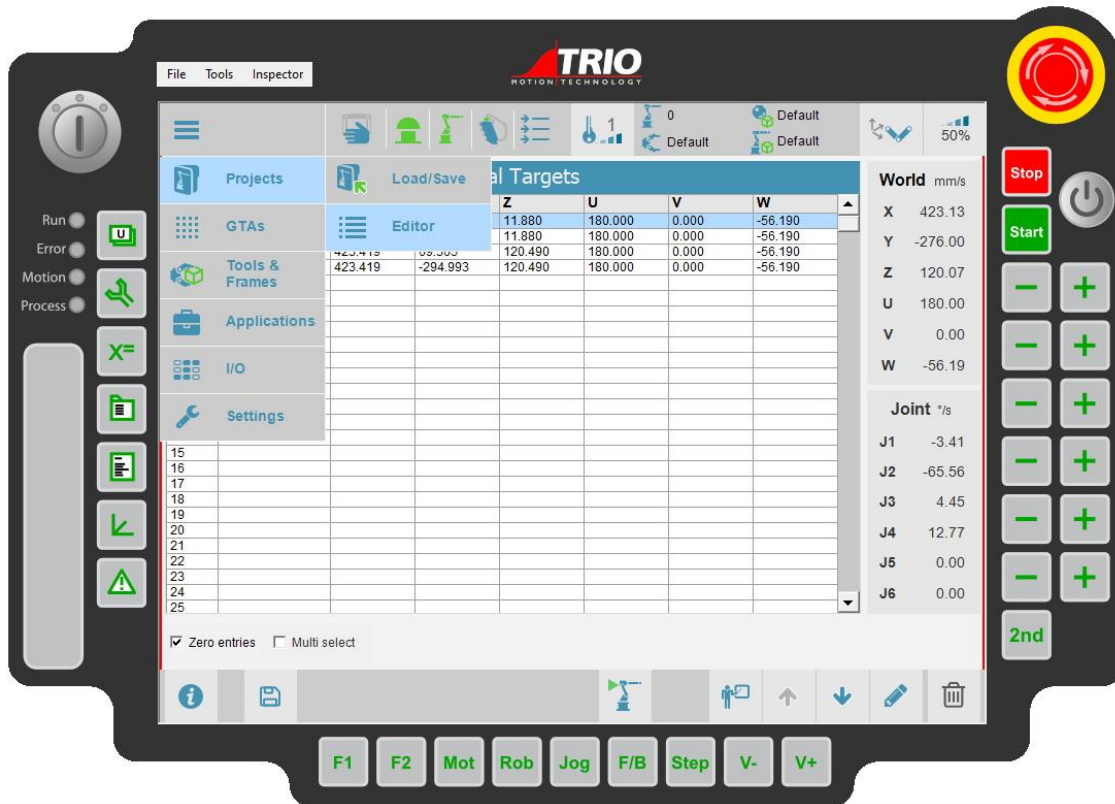 TRIO
MOTION TECHNOLOGY
File Tools Inspector
1
0
Default
Default
Default
50%
Projects
GTAs
Tools &
Frames
Applications
I/O
Settings
Load/Save
Editor
al Targets
Z U V W
11.880 180.000 0.000 -56.190
11.880 180.000 0.000 -56.190
120.490 180.000 0.000 -56.190
423.419 -294.993 120.490 180.000 0.000 -56.190
15
16
17
18
19
20
21
22
23
24
25
World mm/s
X 423.13
Y -276.00
Z 120.07
U 180.00
V 0.00
W -56.19
Joint °/s
J1 -3.41
J2 -65.56
J3 4.45
J4 12.77
J5 0.00
J6 0.00
Zero entries Multi select
Run
Error
Motion
Process
U
X=
Stop
Start
2nd
F1 F2 Mot Rob Jog F/B Step V- V+